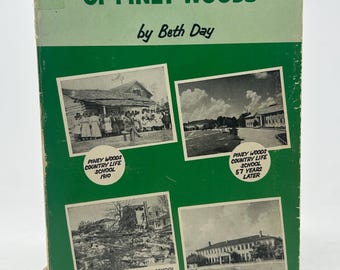 OF PINEY WOODS
by Beth Day
PINEY WOODS
COUNTRY LIFE
SCHOOL
1910
PINEY WOODS
COUNTRY LIFE
SCHOOL
57 YEARS
LATER